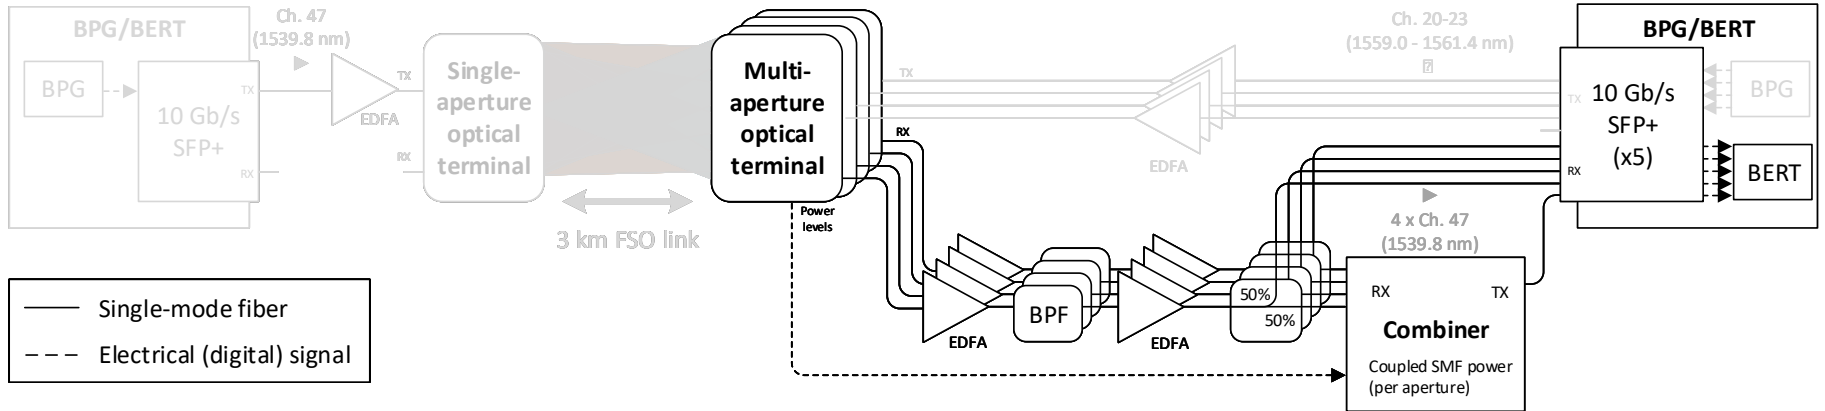 BPG/BERT
BPG
10 Gb/s
SFP+
TX
RX
Ch. 47
(1539.8 nm)
EDFA
TX
RX
Single-
aperture
optical
terminal
3 km FSO link
Multi-
aperture
optical
terminal
TX
RX
Power
levels
EDFA
Ch. 20-23
(1559.0 - 1561.4 nm)
BPG/BERT
10 Gb/s
SFP+
(x5)
TX
RX
BPG
BERT
4 x Ch. 47
(1539.8 nm)
EDFA
BPF
EDFA
50%
50%
RX
TX
Combiner
Coupled SMF power
(per aperture)
Single-mode fiber
Electrical (digital) signal